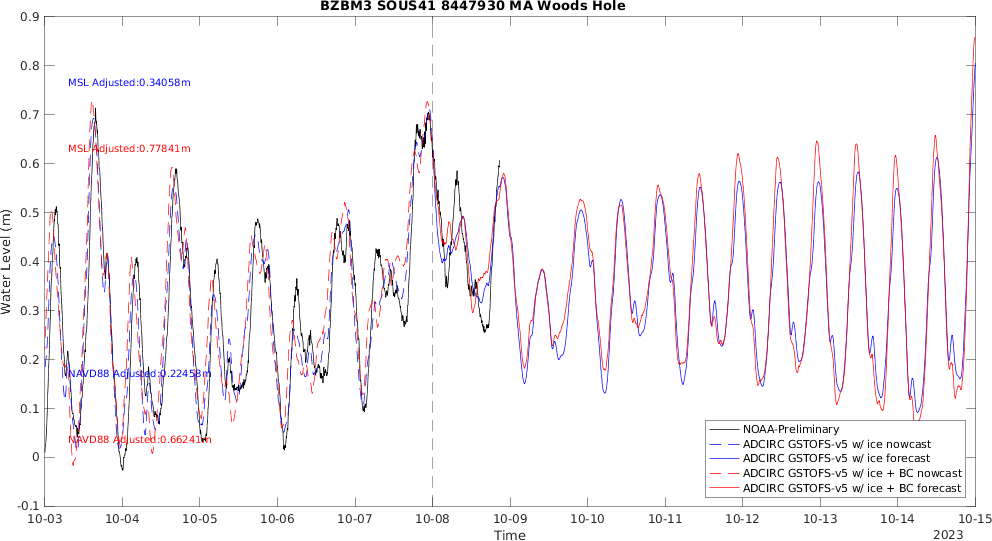 BZBM3 SOUS41 8447930 MA Woods Hole
0.9
0.8
MSL Adjusted:0.34058m
0.7
MSL Adjusted:0.77841m
0.6
0.5
Water Level (m)
0.4
0.3
0.2
NAVD88 Adjusted:0.22458m
0.1
NAVD88 Adjusted:0.66241m
0
-0.1
NOAA-Preliminary
ADCIRC GSTOFS-v5 w/ ice nowcast
ADCIRC GSTOFS-v5 w/ ice forecast
ADCIRC GSTOFS-v5 w/ ice + BC nowcast
ADCIRC GSTOFS-v5 w/ ice + BC forecast
10-03 10-04 10-05 10-06 10-07 10-08 10-09 10-10 10-11 10-12 10-13 10-14 10-15
Time
2023